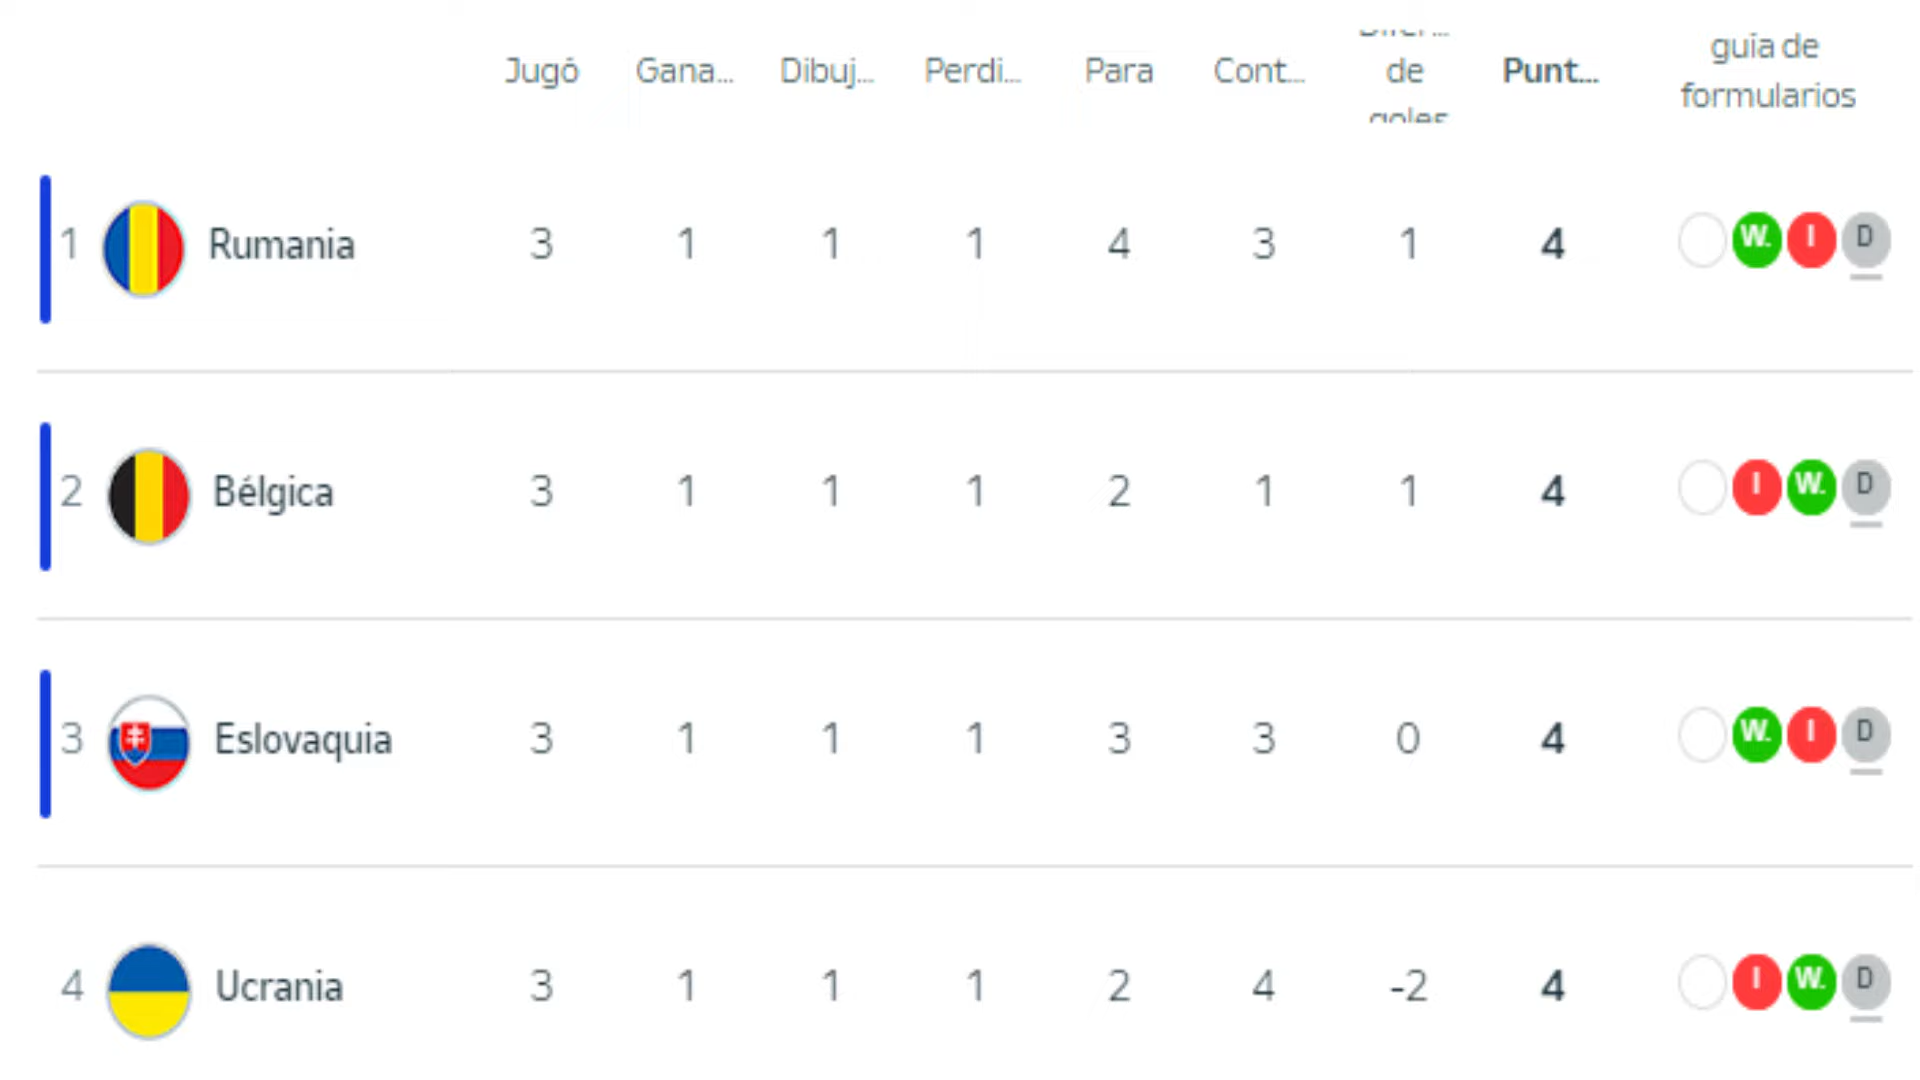 Jugó Gana... Dibuj... Perdi... Para Cont... de goles Punt... guia de formularios
1 Rumania 3 1 1 1 4 3 1 4 W. I D
2 Bélgica 3 1 1 1 2 1 1 4 I W. D
3 Eslovaquia 3 1 1 1 3 3 0 4 W. I D
4 Ucrania 3 1 1 1 2 4 -2 4 I W. D